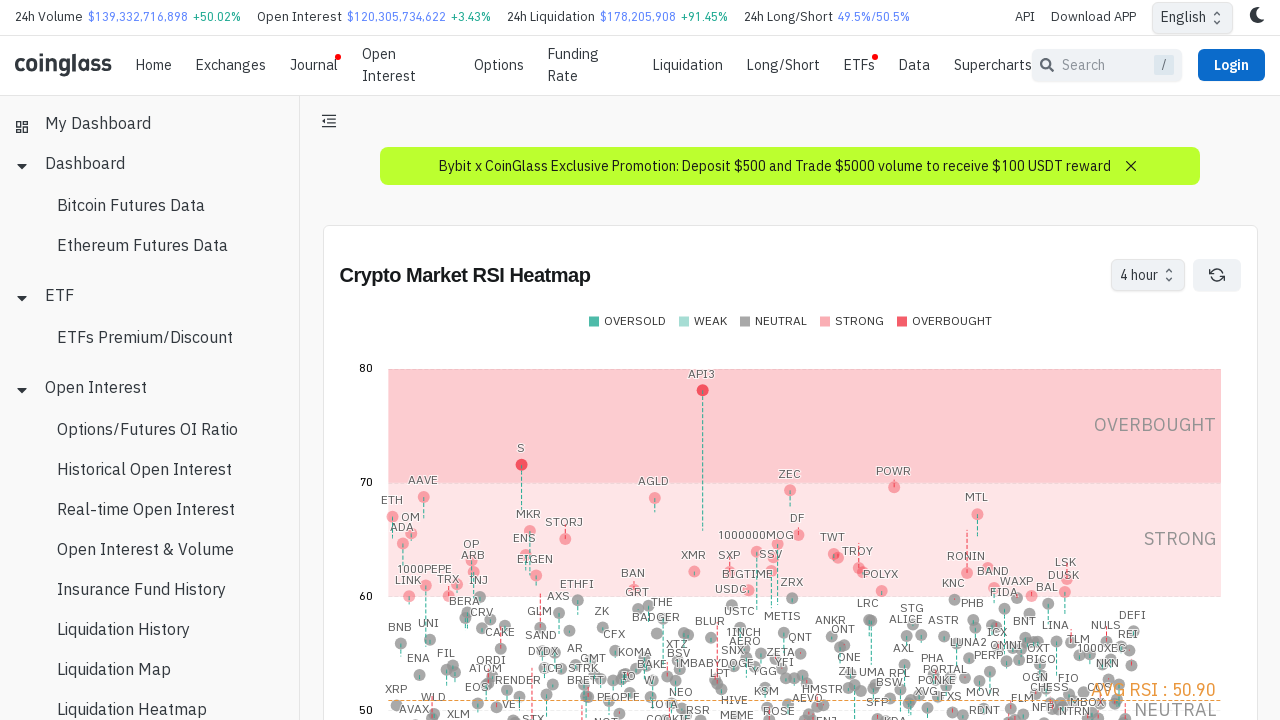 24h Volume $139,332,716,898 +50.02% Open Interest $120,305,734,622 +3.43% 24h Liquidation $178,205,908 +91.45% 24h Long/Short 49.5%/50.5% API Download APP English
coinglass Home Exchanges Journal Open Interest Options Funding Rate Liquidation Long/Short ETFs Data Supercharts Search / Login
My Dashboard
Dashboard
Bitcoin Futures Data
Ethereum Futures Data
ETF
ETFs Premium/Discount
Open Interest
Options/Futures OI Ratio
Historical Open Interest
Real-time Open Interest
Open Interest & Volume
Insurance Fund History
Liquidation History
Liquidation Map
Liquidation Heatmap
Bybit x CoinGlass Exclusive Promotion: Deposit $500 and Trade $5000 volume to receive $100 USDT reward
Crypto Market RSI Heatmap
4 hour
OVERSOLD WEAK NEUTRAL STRONG OVERBOUGHT
80
API3
OVERBOUGHT
S
POWR
ZEC
AAVE AGLD
70
ETH MTL
OM MKR DF
ADA STORJ
ENS 1000000MOG TWT
STRONG
OP TROY
ARB EIGEN XMR SXP SSV RONIN LSK
1000PEPE BAN BIGTIME POLYX BAND DUSK
LINK TRX INJ ETHFI GRT USDC ZRX KNC WAXP BAL
60
AXS FIDA
BERA THE LRC PHB
CRV GLM ZK BADGER USTC METIS STG DEFI
BNB UNI BLUR ANKR ALICE ASTR BNT LINA NULS
CAKE SAND CFX 1INCH QNT ONT ICX REI
XTZ AERO LUNA2 OMNI TLM
ENA FIL DYDX AR KOMA BSV SNX ZETA ONE AXL PHA PERP OXT 1000XEC
ORDI GMT BAKE 1MBABYDOGE YFI BICO NKN
ATOM ICP STRK IO LPT YGG ZIL UMA RPL PORTAL OGN FIO
EOS RENDER BRETT W BSW PONKE CHESS
XRP WLD PEOPLE NEO KSM HMSTR XVG FXS MOVR AVG RSI : 50.90
AVAX VET IOTA HIVE AEVO SFP FLM MBOX
50
XLM STX COOKIE RSR MEME ROSE RDNT NFP NTRN NEUTRAL